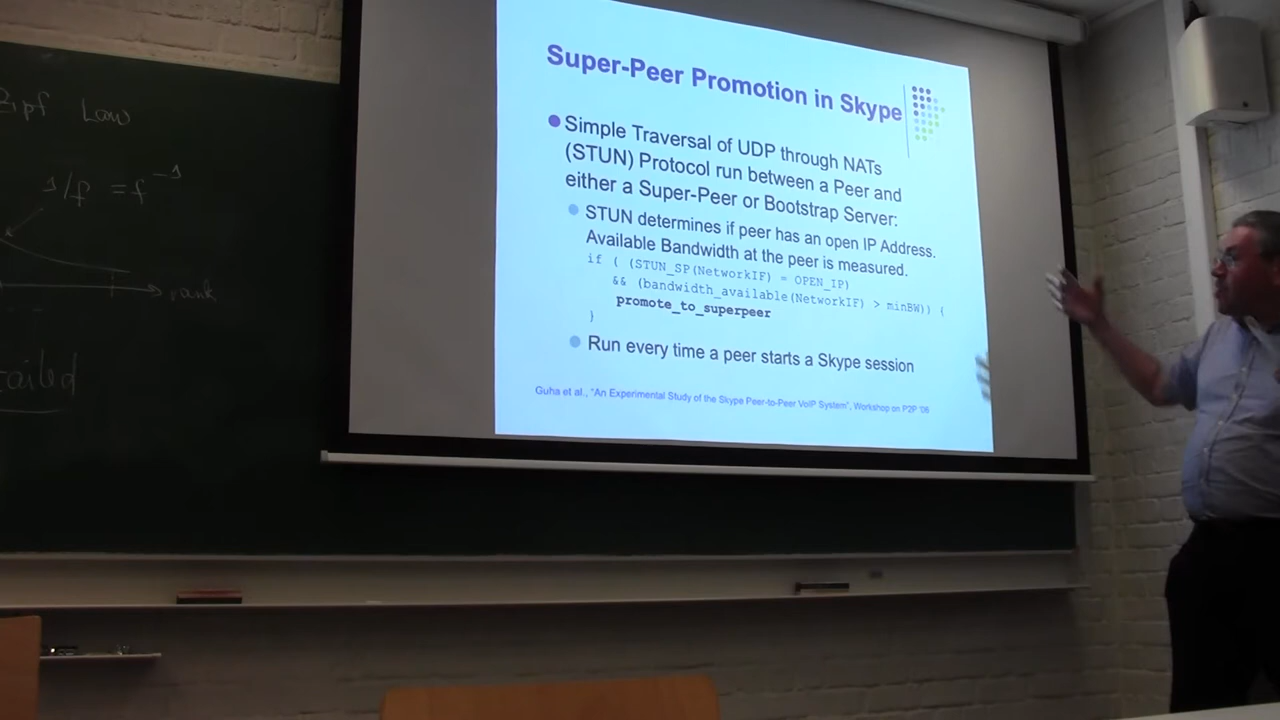 Zipf Law
1/f = f^-1
rank
tailed
Super-Peer Promotion in Skype
Simple Traversal of UDP through NATs
(STUN) Protocol run between a Peer and
either a Super-Peer or Bootstrap Server:
STUN determines if peer has an open IP Address.
Available Bandwidth at the peer is measured.
if ( (STUN_SP(NetworkIF) = OPEN_IP)
&& (bandwidth_available(NetworkIF) > minBW)) {
promote_to_superpeer
}
Run every time a peer starts a Skype session
Guha et al., "An Experimental Study of the Skype Peer-to-Peer VoIP System", Workshop on P2P '06